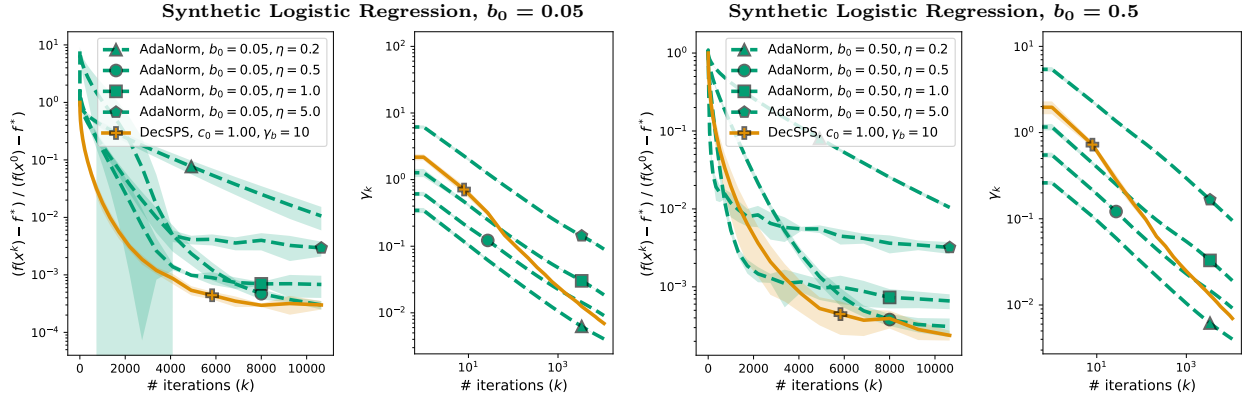 Synthetic Logistic Regression, b₀ = 0.05
(f(xᵏ) − f*) / (f(x⁰) − f*)
10¹
10⁰
10⁻¹
10⁻²
10⁻³
10⁻⁴
AdaNorm, b₀ = 0.05, η = 0.2
AdaNorm, b₀ = 0.05, η = 0.5
AdaNorm, b₀ = 0.05, η = 1.0
AdaNorm, b₀ = 0.05, η = 5.0
DecSPS, c₀ = 1.00, γ_b = 10
0 2000 4000 6000 8000 10000
# iterations (k)
γₖ
10²
10¹
10⁰
10⁻¹
10⁻²
10¹ 10³
# iterations (k)
Synthetic Logistic Regression, b₀ = 0.5
(f(xᵏ) − f*) / (f(x⁰) − f*)
10⁰
10⁻¹
10⁻²
10⁻³
AdaNorm, b₀ = 0.50, η = 0.2
AdaNorm, b₀ = 0.50, η = 0.5
AdaNorm, b₀ = 0.50, η = 1.0
AdaNorm, b₀ = 0.50, η = 5.0
DecSPS, c₀ = 1.00, γ_b = 10
0 2000 4000 6000 8000 10000
# iterations (k)
γₖ
10¹
10⁰
10⁻¹
10⁻²
10¹ 10³
# iterations (k)